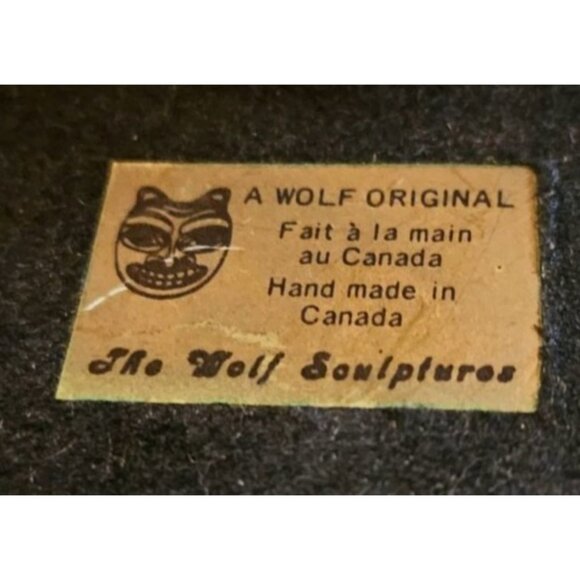 A WOLF ORIGINAL
Fait à la main
au Canada
Hand made in
Canada
The Wolf Sculptures